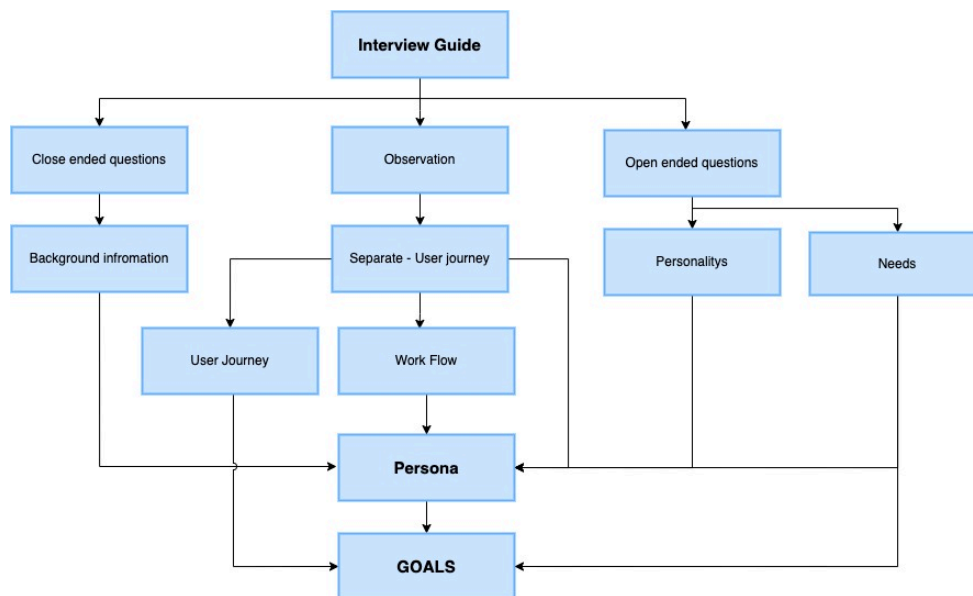 Interview Guide
Close ended questions
Observation
Open ended questions
Background infromation
Separate - User journey
Personalitys
Needs
User Journey
Work Flow
Persona
GOALS